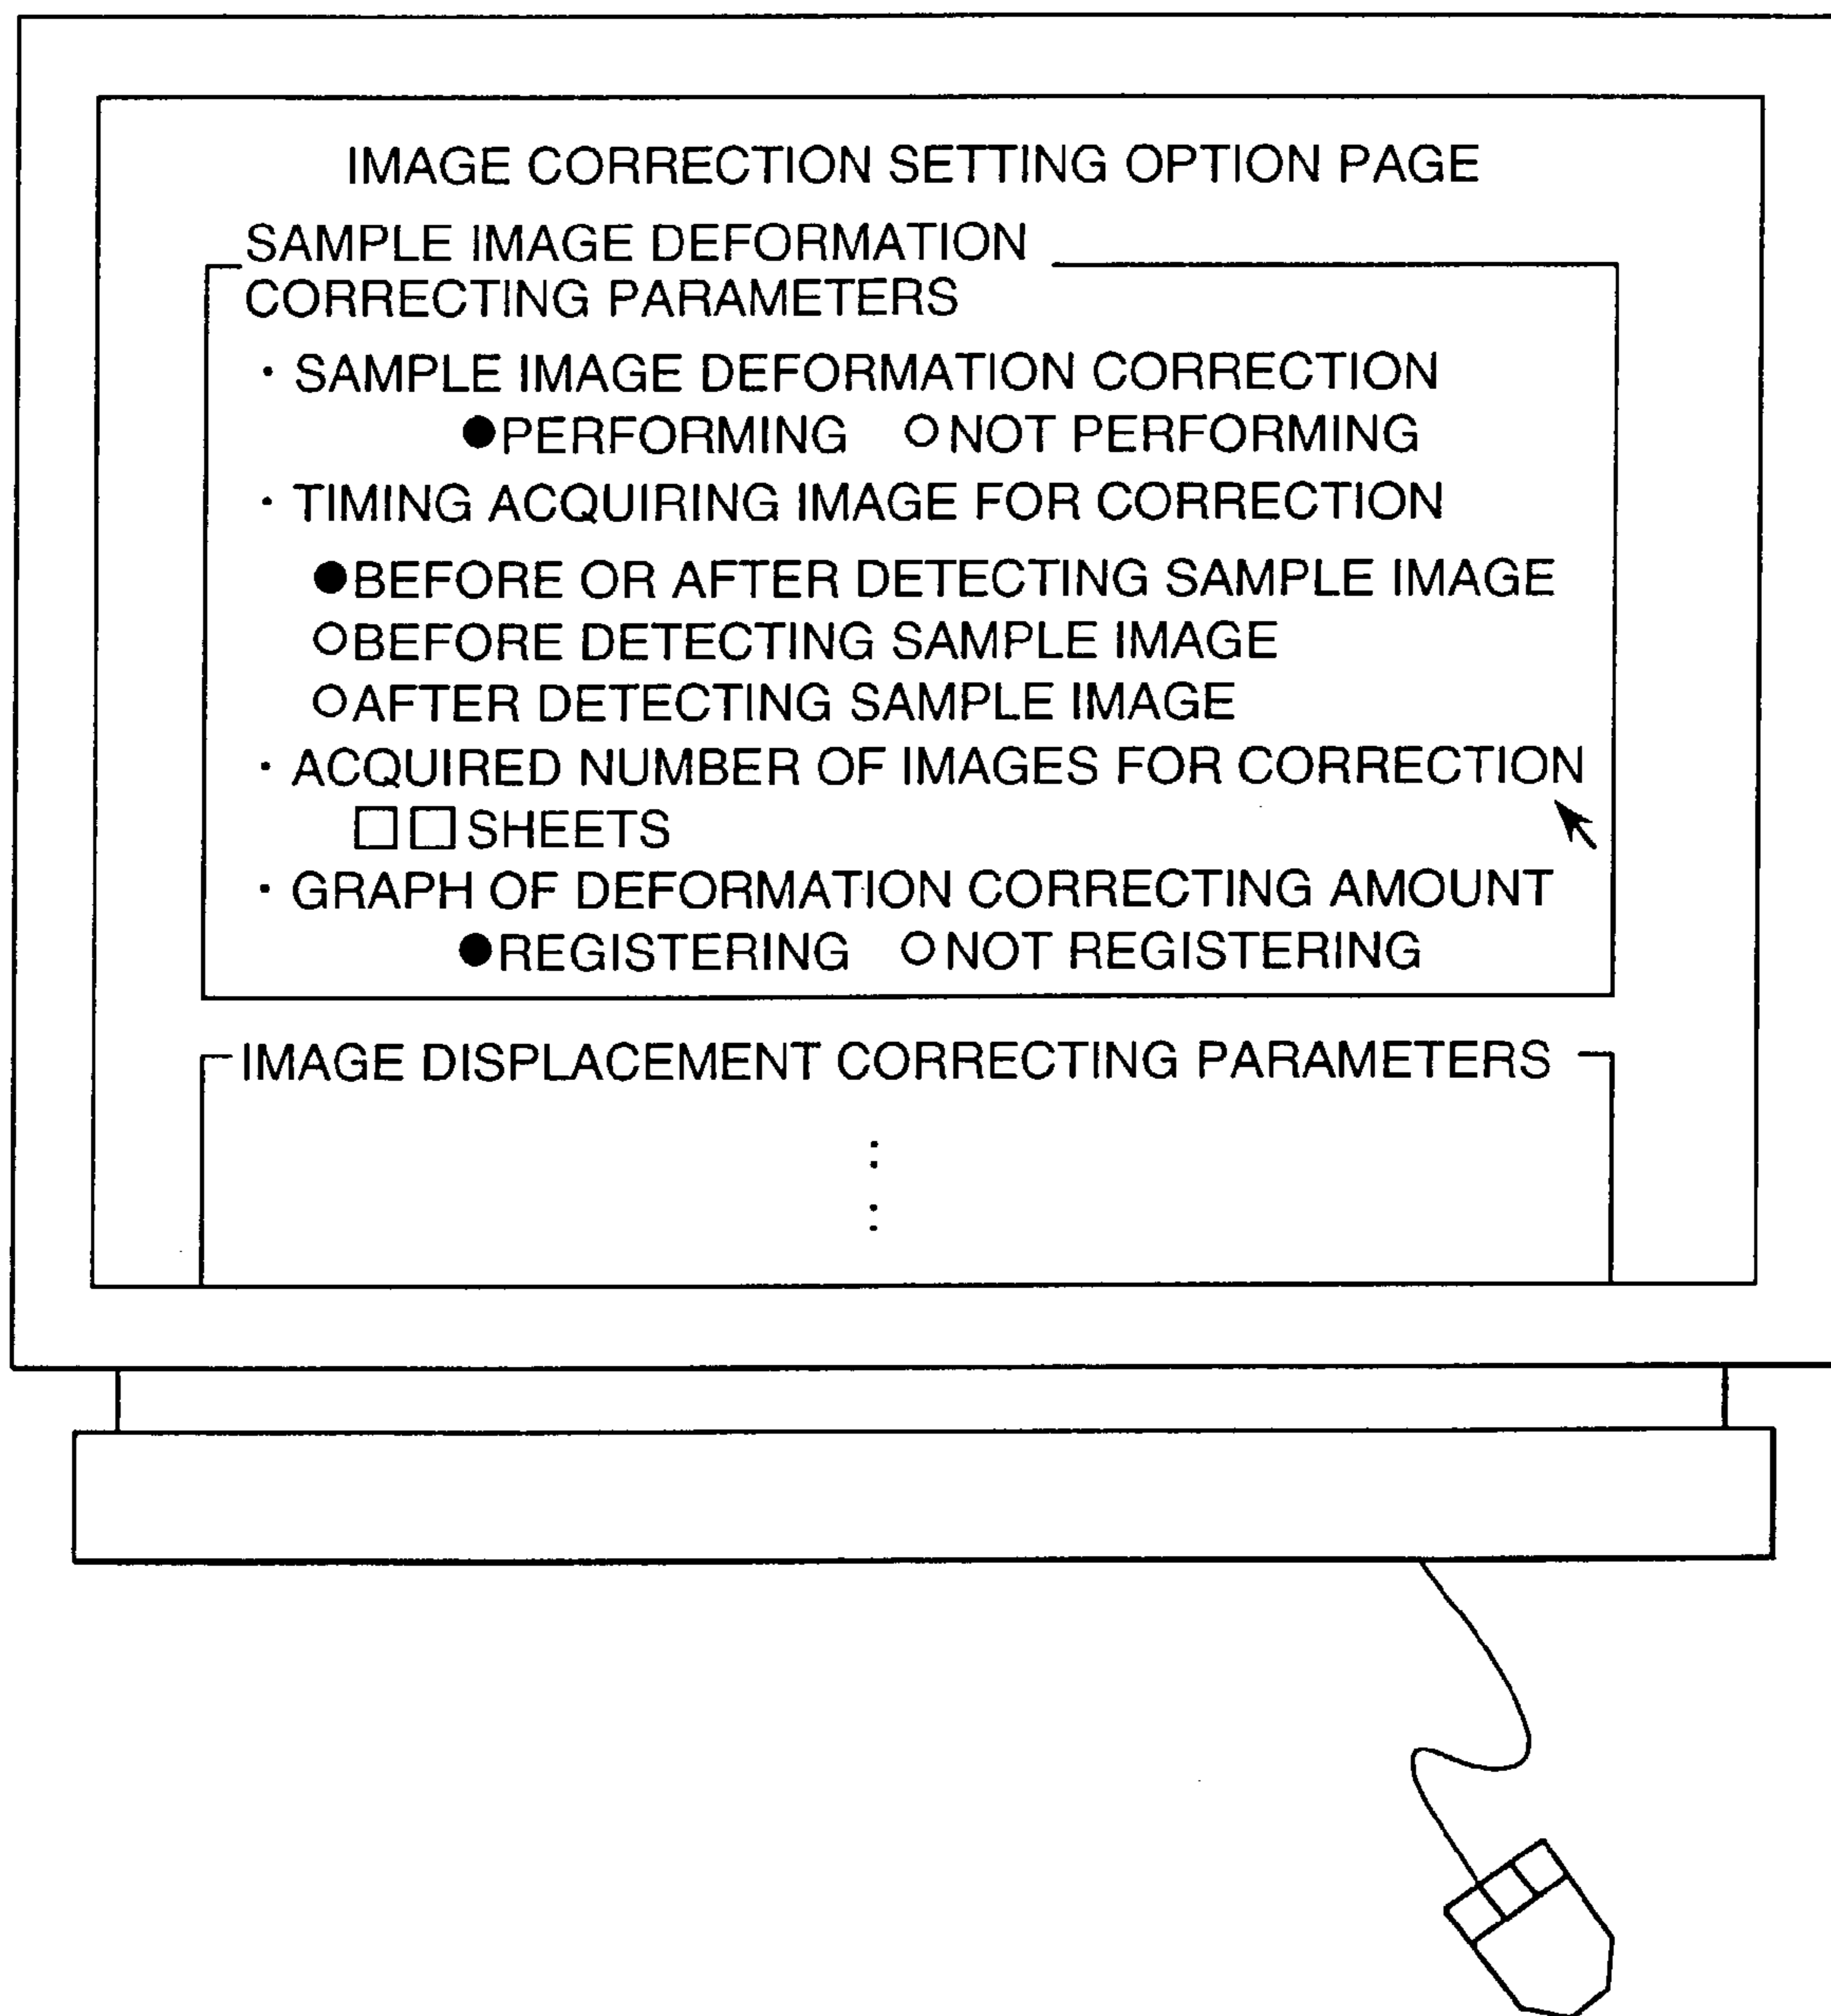 IMAGE CORRECTION SETTING OPTION PAGE
SAMPLE IMAGE DEFORMATION
CORRECTING PARAMETERS
· SAMPLE IMAGE DEFORMATION CORRECTION
●PERFORMING ○NOT PERFORMING
· TIMING ACQUIRING IMAGE FOR CORRECTION
●BEFORE OR AFTER DETECTING SAMPLE IMAGE
○BEFORE DETECTING SAMPLE IMAGE
○AFTER DETECTING SAMPLE IMAGE
· ACQUIRED NUMBER OF IMAGES FOR CORRECTION
□□SHEETS
· GRAPH OF DEFORMATION CORRECTING AMOUNT
●REGISTERING ○NOT REGISTERING
IMAGE DISPLACEMENT CORRECTING PARAMETERS